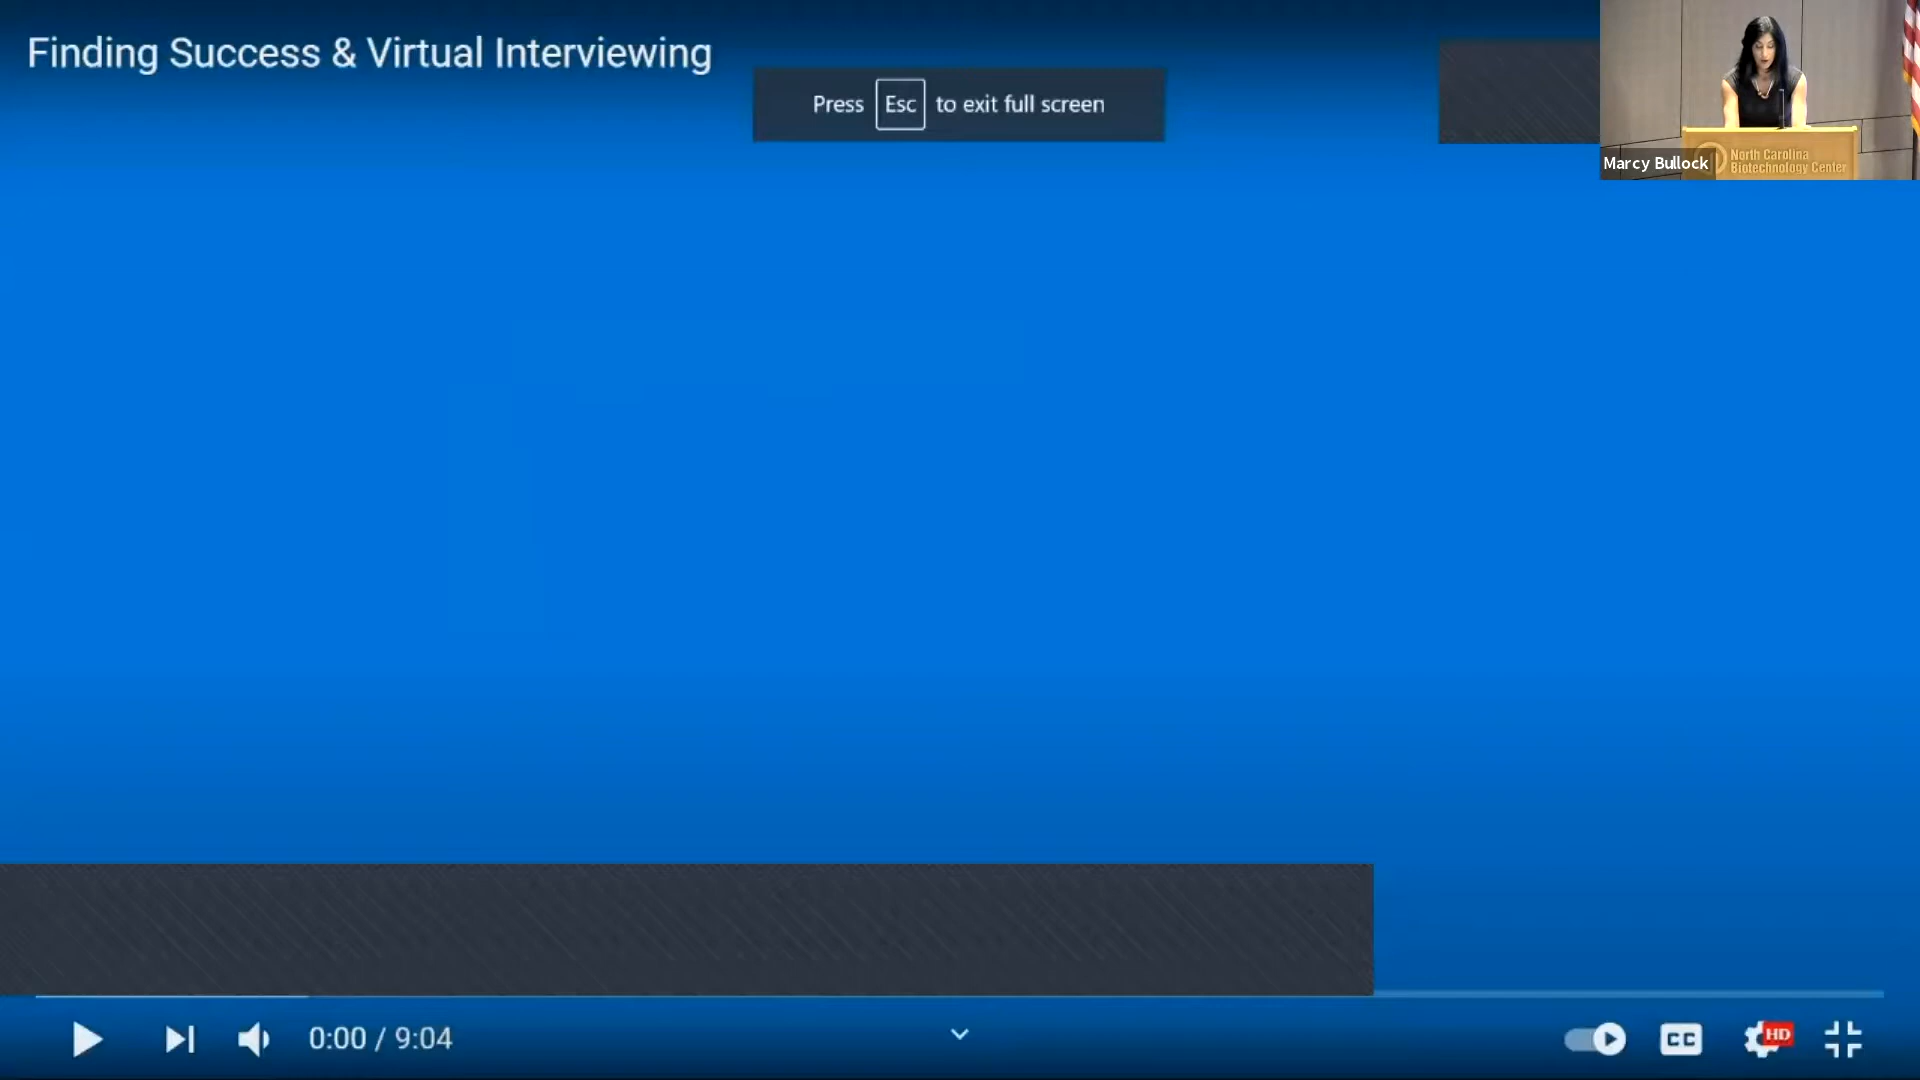 Finding Success & Virtual Interviewing
Press Esc to exit full screen
North Carolina
Biotechnology Center
Marcy Bullock
0:00 / 9:04
CC
HD